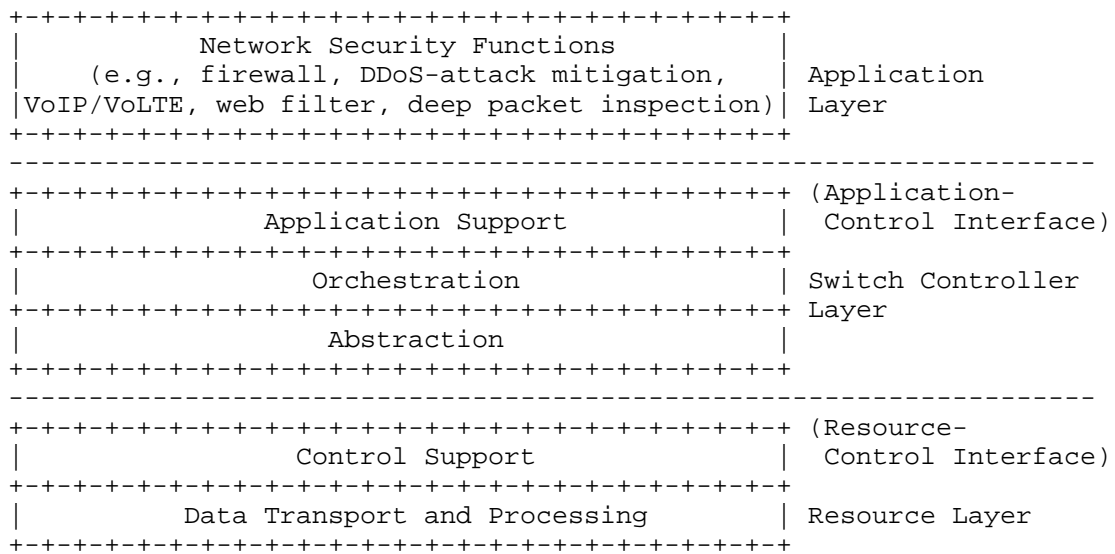 +-+-+-+-+-+-+-+-+-+-+-+-+-+-+-+-+-+-+-+-+-+-+-+-+
|           Network Security Functions          |
|    (e.g., firewall, DDoS-attack mitigation,   | Application
|VoIP/VoLTE, web filter, deep packet inspection)| Layer
+-+-+-+-+-+-+-+-+-+-+-+-+-+-+-+-+-+-+-+-+-+-+-+-+
--------------------------------------------------------------------
+-+-+-+-+-+-+-+-+-+-+-+-+-+-+-+-+-+-+-+-+-+-+-+-+ (Application-
|               Application Support             |  Control Interface)
+-+-+-+-+-+-+-+-+-+-+-+-+-+-+-+-+-+-+-+-+-+-+-+-+
|                  Orchestration                | Switch Controller
+-+-+-+-+-+-+-+-+-+-+-+-+-+-+-+-+-+-+-+-+-+-+-+-+ Layer
|                   Abstraction                 |
+-+-+-+-+-+-+-+-+-+-+-+-+-+-+-+-+-+-+-+-+-+-+-+-+
--------------------------------------------------------------------
+-+-+-+-+-+-+-+-+-+-+-+-+-+-+-+-+-+-+-+-+-+-+-+-+ (Resource-
|                 Control Support               |  Control Interface)
+-+-+-+-+-+-+-+-+-+-+-+-+-+-+-+-+-+-+-+-+-+-+-+-+
|          Data Transport and Processing        | Resource Layer
+-+-+-+-+-+-+-+-+-+-+-+-+-+-+-+-+-+-+-+-+-+-+-+-+